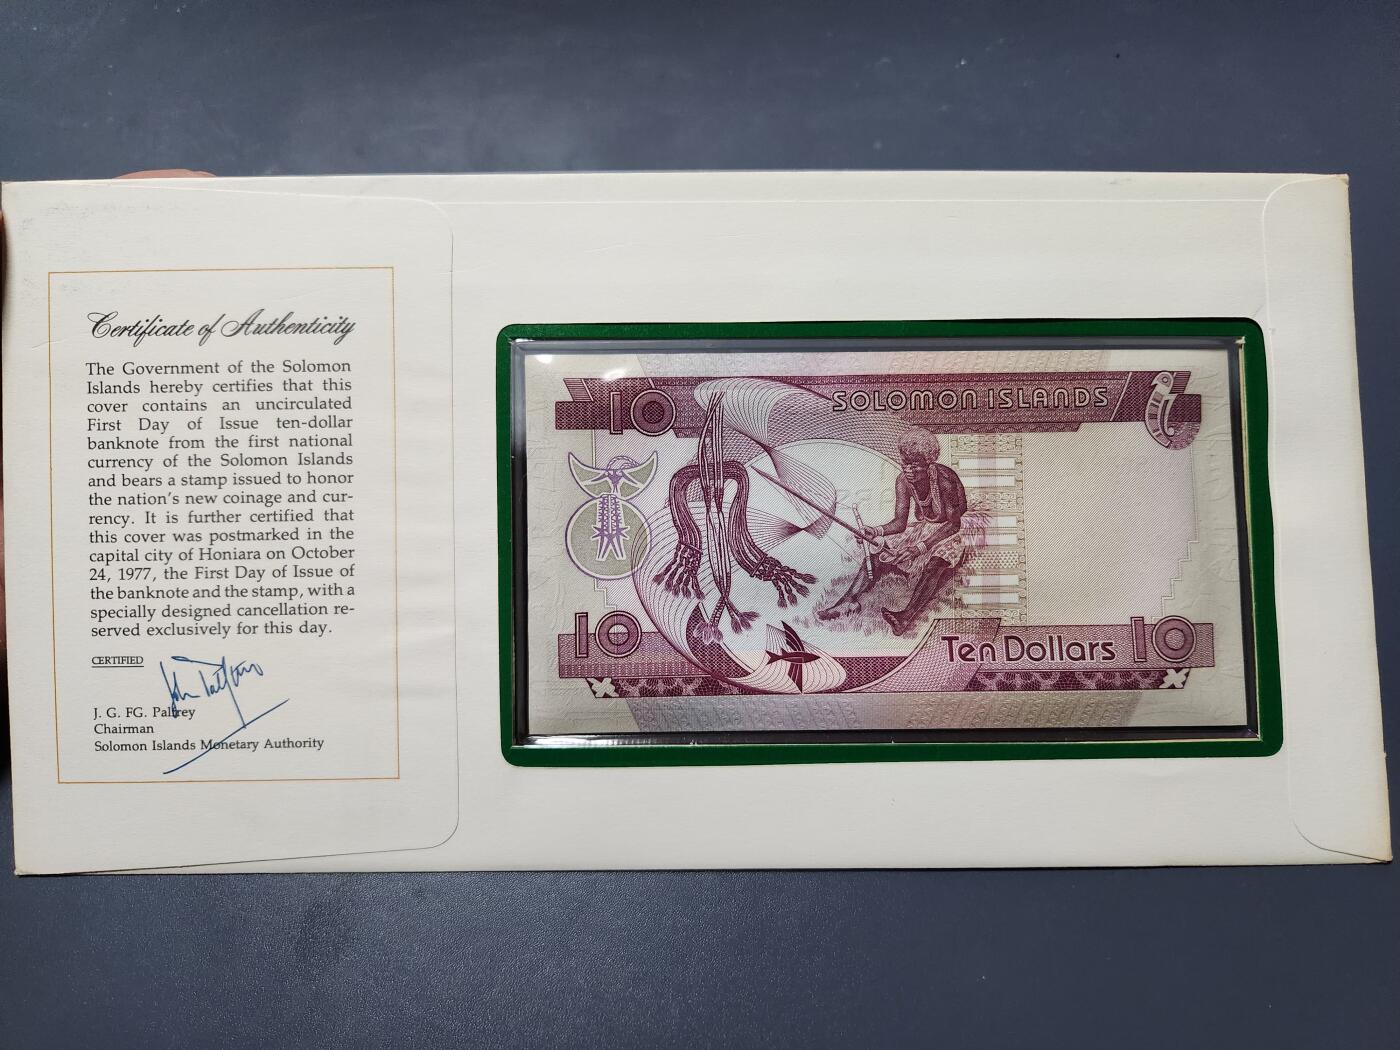 Certificate of Authenticity
The Government of the Solomon
Islands hereby certifies that this
cover contains an uncirculated
First Day of Issue ten-dollar
banknote from the first national
currency of the Solomon Islands
and bears a stamp issued to honor
the nation's new coinage and cur-
rency. It is further certified that
this cover was postmarked in the
capital city of Honiara on October
24, 1977, the First Day of Issue of
the banknote and the stamp, with a
specially designed cancellation re-
served exclusively for this day.
CERTIFIED
J. G. FG. Palfrey
Chairman
Solomon Islands Monetary Authority
10
SOLOMON ISLANDS
10
Ten Dollars
10